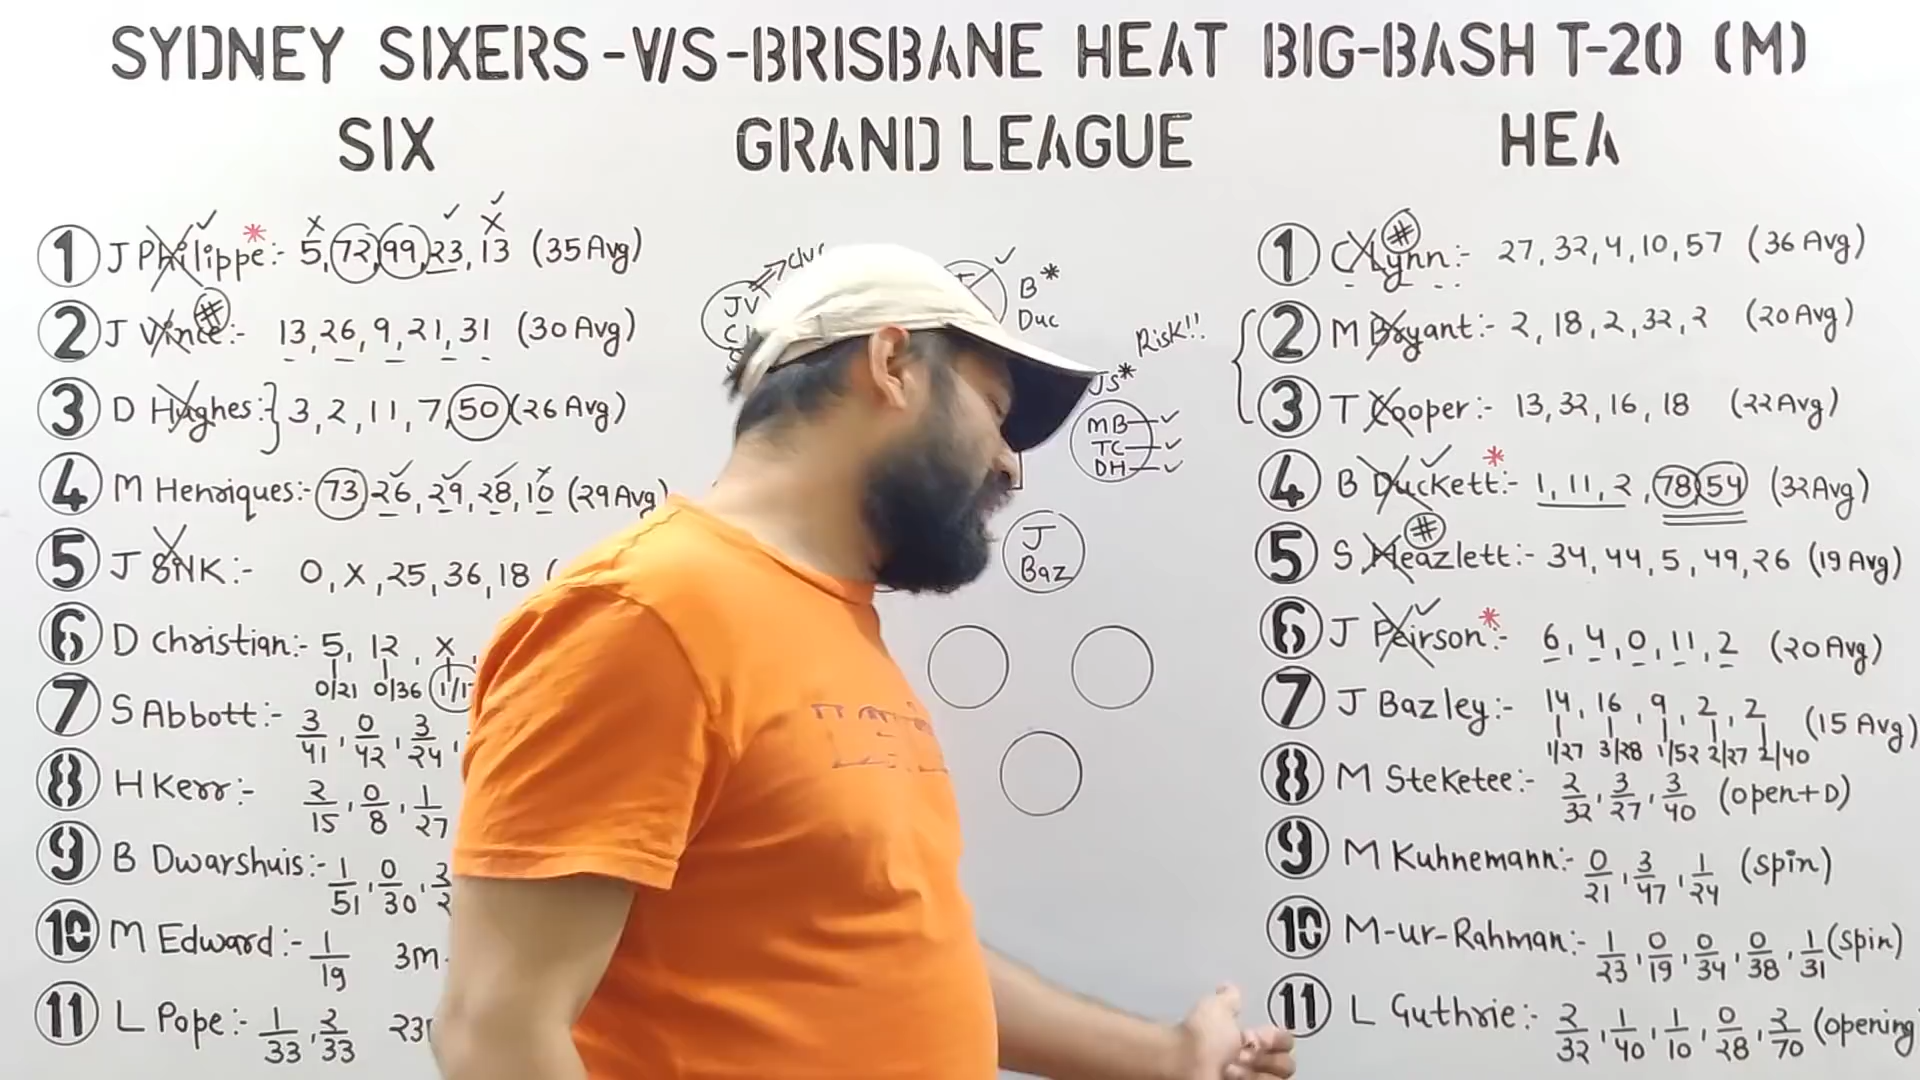 SYDNEY SIXERS -V/S- BRISBANE HEAT BIG-BASH T-20 (M)
SIX
1 J Philippe:- 5,72,99,23,13 (35 Avg)
2 J Vince:- 13,26,9,21,31 (30 Avg)
3 D Hughes:- 3,2,11,7,50 (26 Avg)
4 M Henriques:- 73,26,29,28,10 (29 Avg)
5 J SNK:- 0,X,25,36,18 (
6 D Christian:- 5, 12, X
0/21 0/36 1/1
7 S Abbott:- 3/41, 0/42, 3/24,
8 H Kerr:- 2/15, 0/8, 1/27
9 B Dwarshuis:- 1/51, 0/30,
10 M Edward:- 1/19 3m.
11 L Pope:- 1/33, 2/33 23
GRAND LEAGUE
JV
B*
Duc
Risk!!
JS*
MB
TC
DH
J
Baz
HEA
1 C Lynn:- 27, 32, 4, 10, 57 (36 Avg)
2 M Bryant:- 2, 18, 2, 32, 2 (20 Avg)
3 T Cooper:- 13, 32, 16, 18 (22 Avg)
4 B Duckett:- 1, 11, 2, 78, 54 (32 Avg)
5 S Heazlett:- 34, 44, 5, 49, 26 (19 Avg)
6 J Peirson:- 6, 4, 0, 11, 2 (20 Avg)
7 J Bazley:- 14, 16, 9, 2, 2 (15 Avg)
1/27 3/28 1/52 2/27 2/40
8 M Steketee:- 2/32, 3/27, 3/40 (open+D)
9 M Kuhnemann:- 0/21, 3/47, 1/24 (spin)
10 M-ur-Rahman:- 1/23, 0/19, 0/34, 0/38, 1/31 (spin)
11 L Guthrie:- 2/32, 1/40, 1/10, 0/28, 2/70 (opening